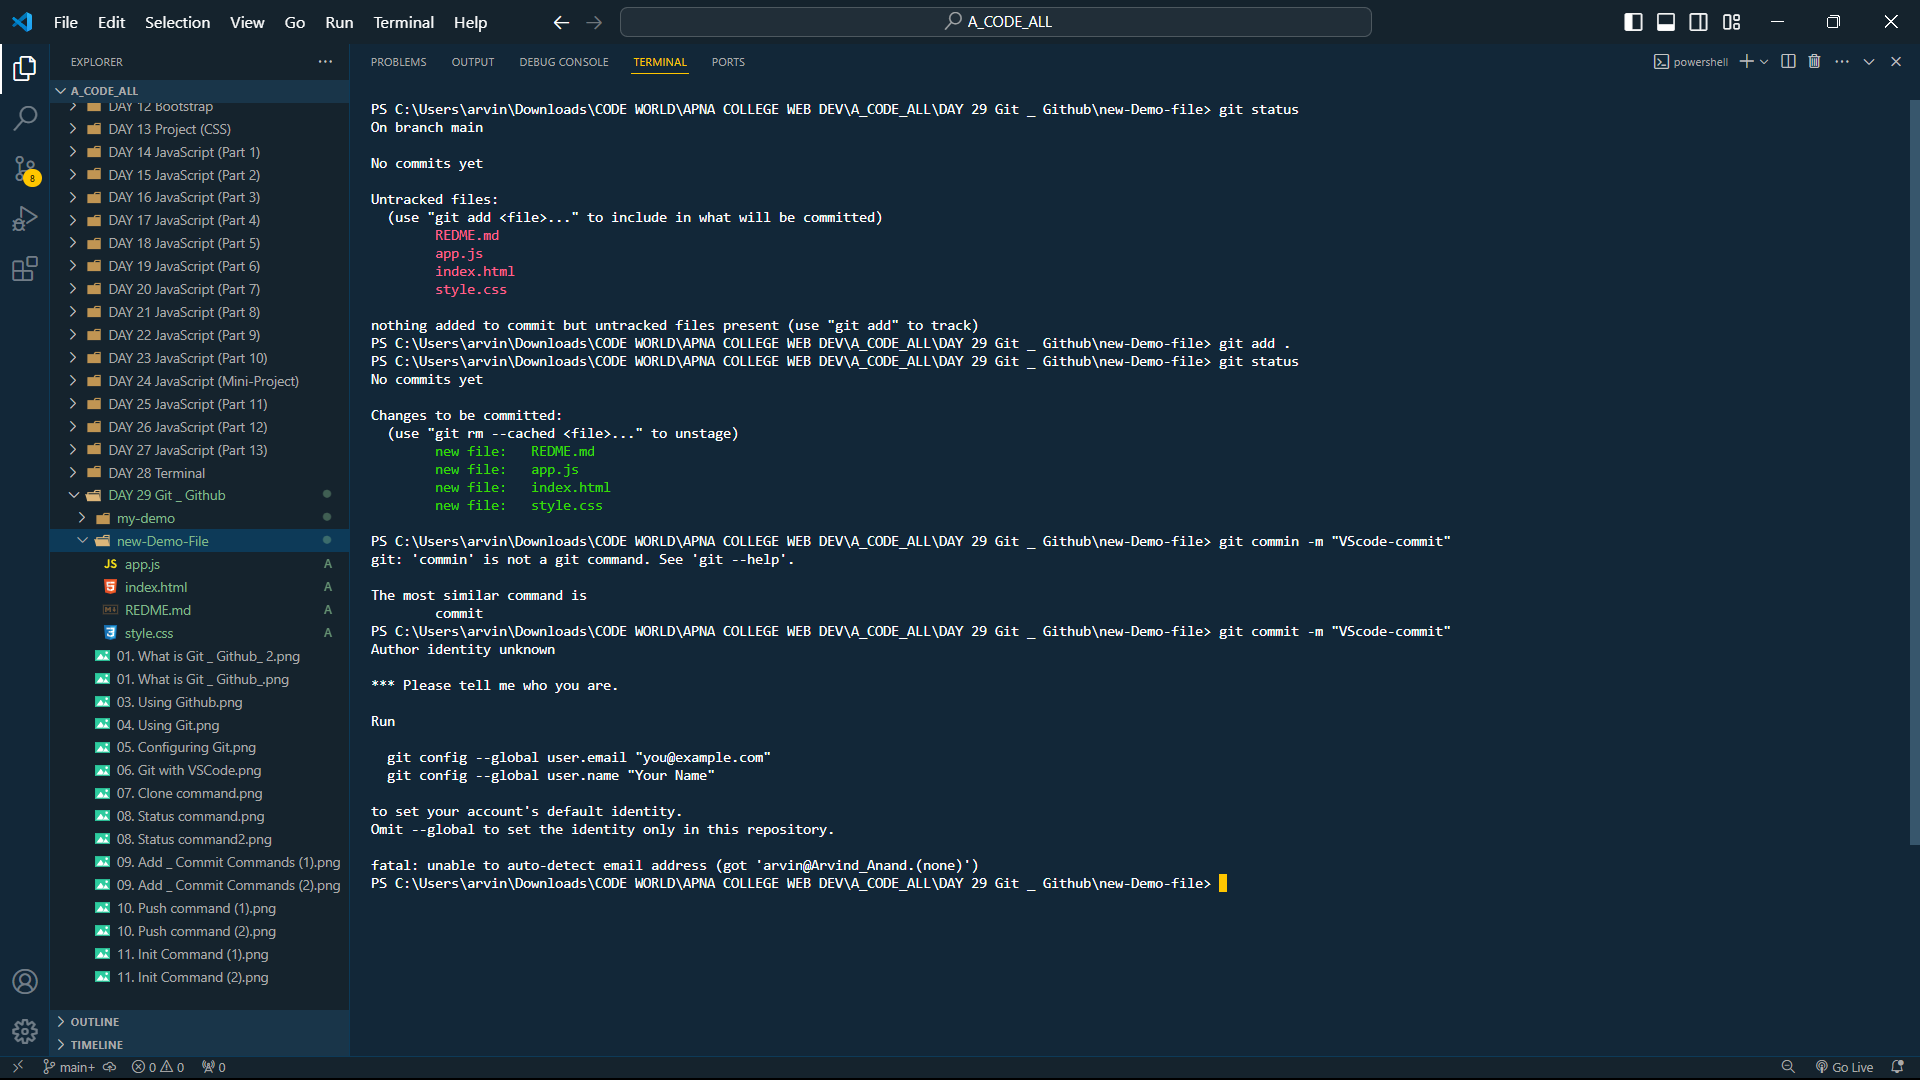 File Edit Selection View Go Run Terminal Help
A_CODE_ALL
EXPLORER
A_CODE_ALL
DAY 12 Bootstrap
DAY 13 Project (CSS)
DAY 14 JavaScript (Part 1)
DAY 15 JavaScript (Part 2)
DAY 16 JavaScript (Part 3)
DAY 17 JavaScript (Part 4)
DAY 18 JavaScript (Part 5)
DAY 19 JavaScript (Part 6)
DAY 20 JavaScript (Part 7)
DAY 21 JavaScript (Part 8)
DAY 22 JavaScript (Part 9)
DAY 23 JavaScript (Part 10)
DAY 24 JavaScript (Mini-Project)
DAY 25 JavaScript (Part 11)
DAY 26 JavaScript (Part 12)
DAY 27 JavaScript (Part 13)
DAY 28 Terminal
DAY 29 Git _ Github
my-demo
new-Demo-File
JS app.js A
index.html A
REDME.md A
style.css A
01. What is Git _ Github_ 2.png
01. What is Git _ Github_.png
03. Using Github.png
04. Using Git.png
05. Configuring Git.png
06. Git with VSCode.png
07. Clone command.png
08. Status command.png
08. Status command2.png
09. Add _ Commit Commands (1).png
09. Add _ Commit Commands (2).png
10. Push command (1).png
10. Push command (2).png
11. Init Command (1).png
11. Init Command (2).png
OUTLINE
TIMELINE
8
PROBLEMS OUTPUT DEBUG CONSOLE TERMINAL PORTS
powershell
PS C:\Users\arvin\Downloads\CODE WORLD\APNA COLLEGE WEB DEV\A_CODE_ALL\DAY 29 Git _ Github\new-Demo-file> git status
On branch main
No commits yet
Untracked files:
(use "git add <file>..." to include in what will be committed)
REDME.md
app.js
index.html
style.css
nothing added to commit but untracked files present (use "git add" to track)
PS C:\Users\arvin\Downloads\CODE WORLD\APNA COLLEGE WEB DEV\A_CODE_ALL\DAY 29 Git _ Github\new-Demo-file> git add .
PS C:\Users\arvin\Downloads\CODE WORLD\APNA COLLEGE WEB DEV\A_CODE_ALL\DAY 29 Git _ Github\new-Demo-file> git status
No commits yet
Changes to be committed:
(use "git rm --cached <file>..." to unstage)
new file: REDME.md
new file: app.js
new file: index.html
new file: style.css
PS C:\Users\arvin\Downloads\CODE WORLD\APNA COLLEGE WEB DEV\A_CODE_ALL\DAY 29 Git _ Github\new-Demo-file> git commin -m "VScode-commit"
git: 'commin' is not a git command. See 'git --help'.
The most similar command is
commit
PS C:\Users\arvin\Downloads\CODE WORLD\APNA COLLEGE WEB DEV\A_CODE_ALL\DAY 29 Git _ Github\new-Demo-file> git commit -m "VScode-commit"
Author identity unknown
*** Please tell me who you are.
Run
git config --global user.email "you@example.com"
git config --global user.name "Your Name"
to set your account's default identity.
Omit --global to set the identity only in this repository.
fatal: unable to auto-detect email address (got 'arvin@Arvind_Anand.(none)')
PS C:\Users\arvin\Downloads\CODE WORLD\APNA COLLEGE WEB DEV\A_CODE_ALL\DAY 29 Git _ Github\new-Demo-file>
main+ 0 0 0 Go Live